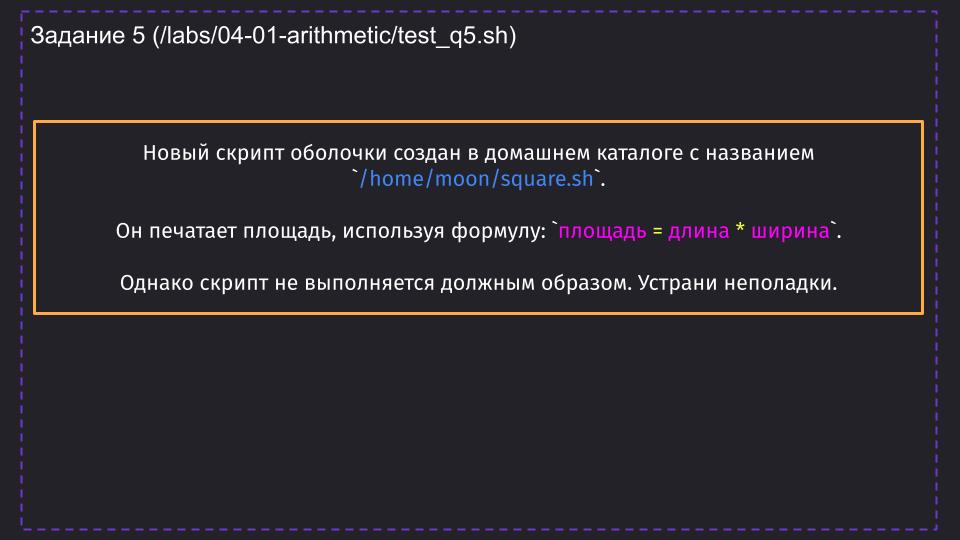 Задание 5 (/labs/04-01-arithmetic/test_q5.sh)
Новый скрипт оболочки создан в домашнем каталоге с названием
`/home/moon/square.sh`.
Он печатает площадь, используя формулу: `площадь = длина * ширина`.
Однако скрипт не выполняется должным образом. Устрани неполадки.